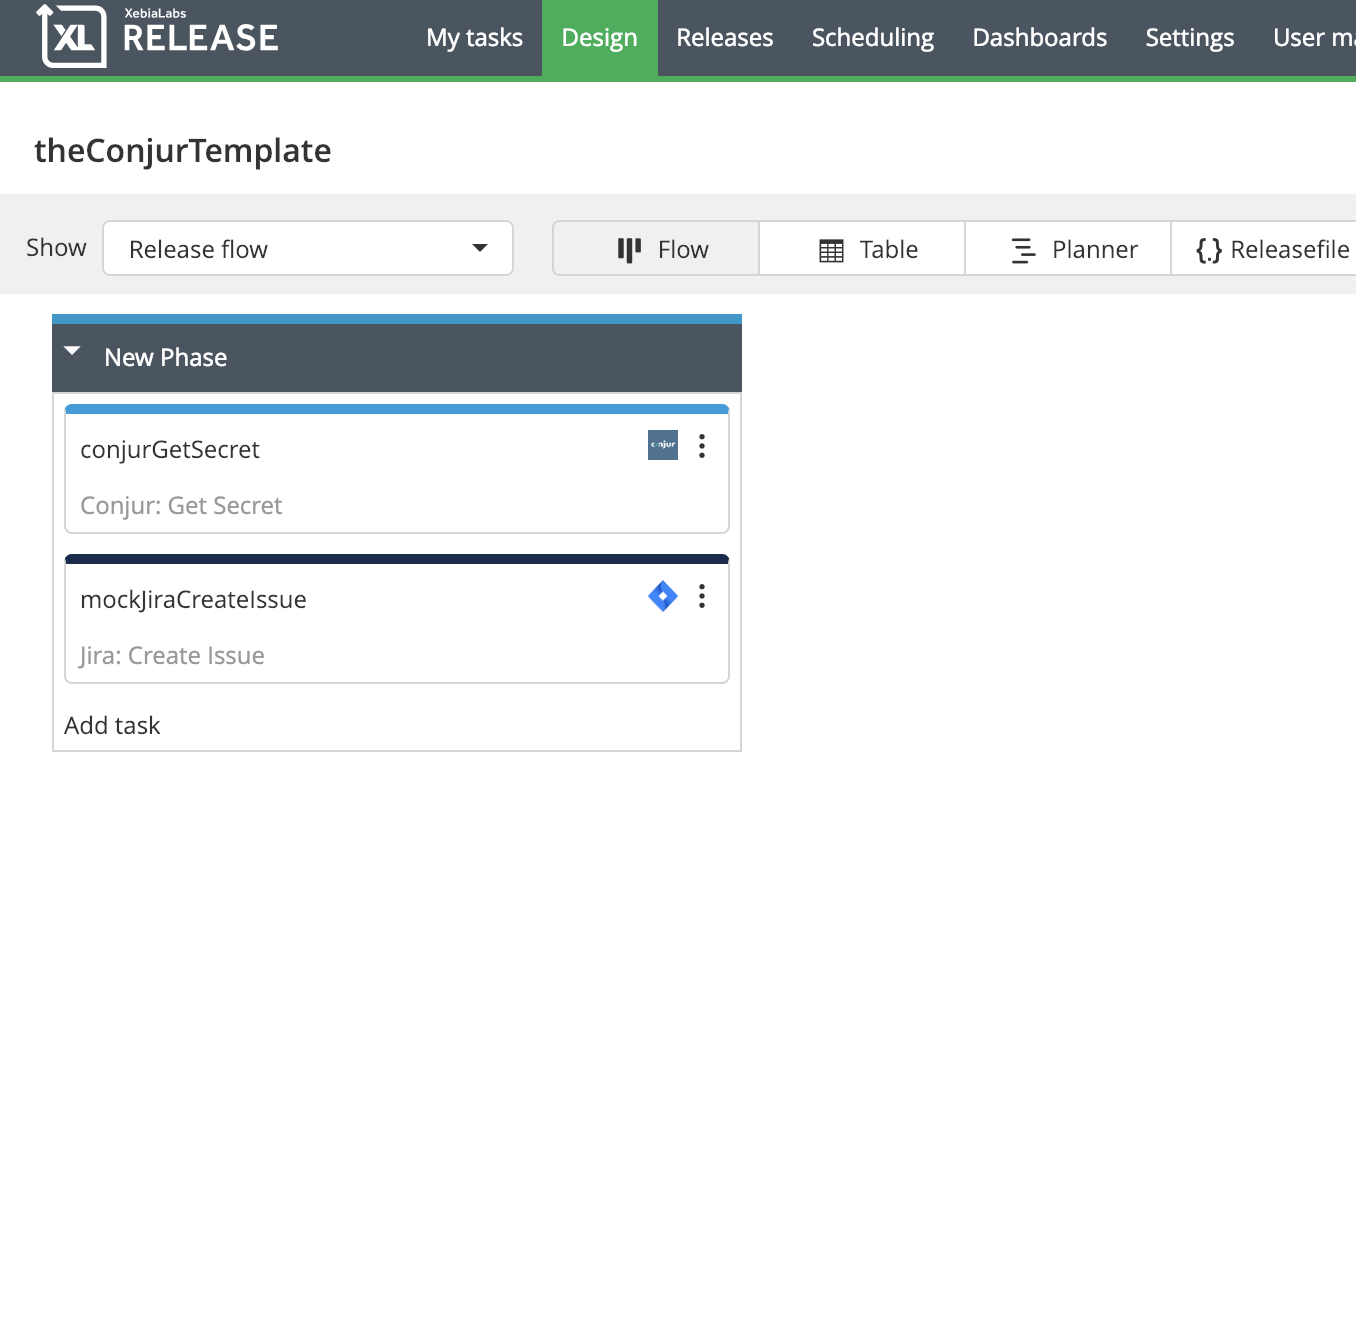 XebiaLabs
XL RELEASE
My tasks Design Releases Scheduling Dashboards Settings User ma
theConjurTemplate
Show Release flow Flow Table Planner {.} Releasefile
New Phase
conjurGetSecret conjur
Conjur: Get Secret
mockJiraCreateIssue
Jira: Create Issue
Add task